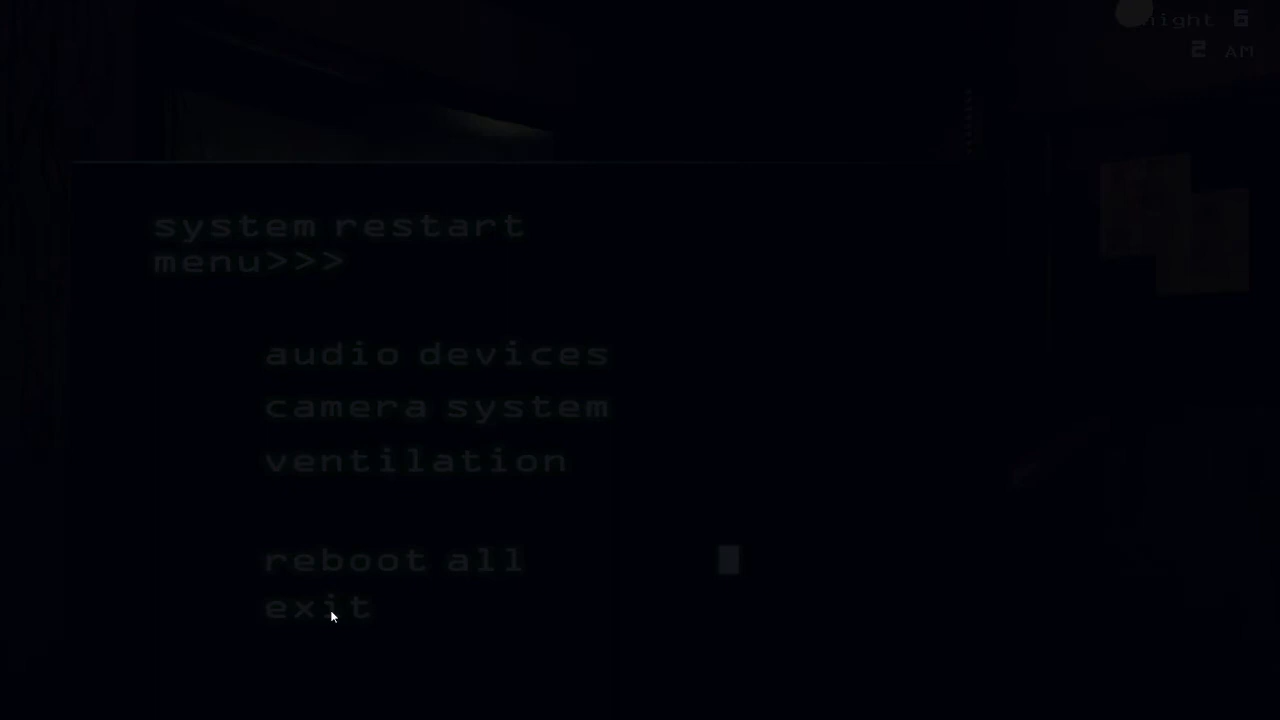 night 6
2 AM
system restart
menu>>>
audio devices
camera system
ventilation
reboot all
exit